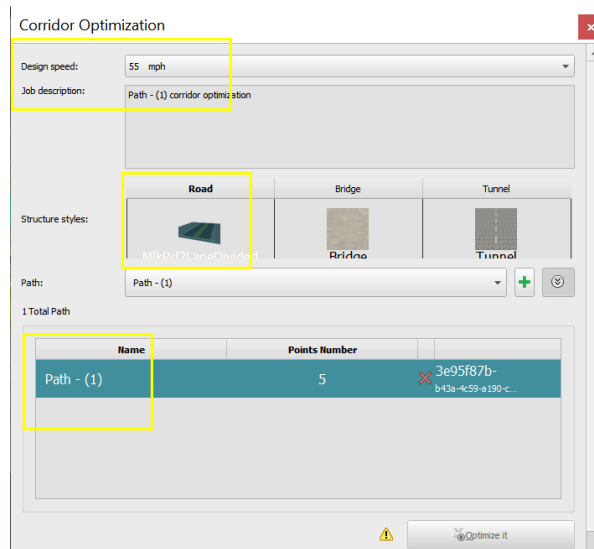 Corridor Optimization
Design speed:
55 mph
Job description:
Path - (1) corridor optimization
Road
Bridge
Tunnel
Structure styles:
MlkRd2LaneDivided
Bridge
Tunnel
Path:
Path - (1)
1 Total Path
Name
Points Number
Path - (1)
5
3e95f87b-
b43a-4c59-a190-c...
Optimize it